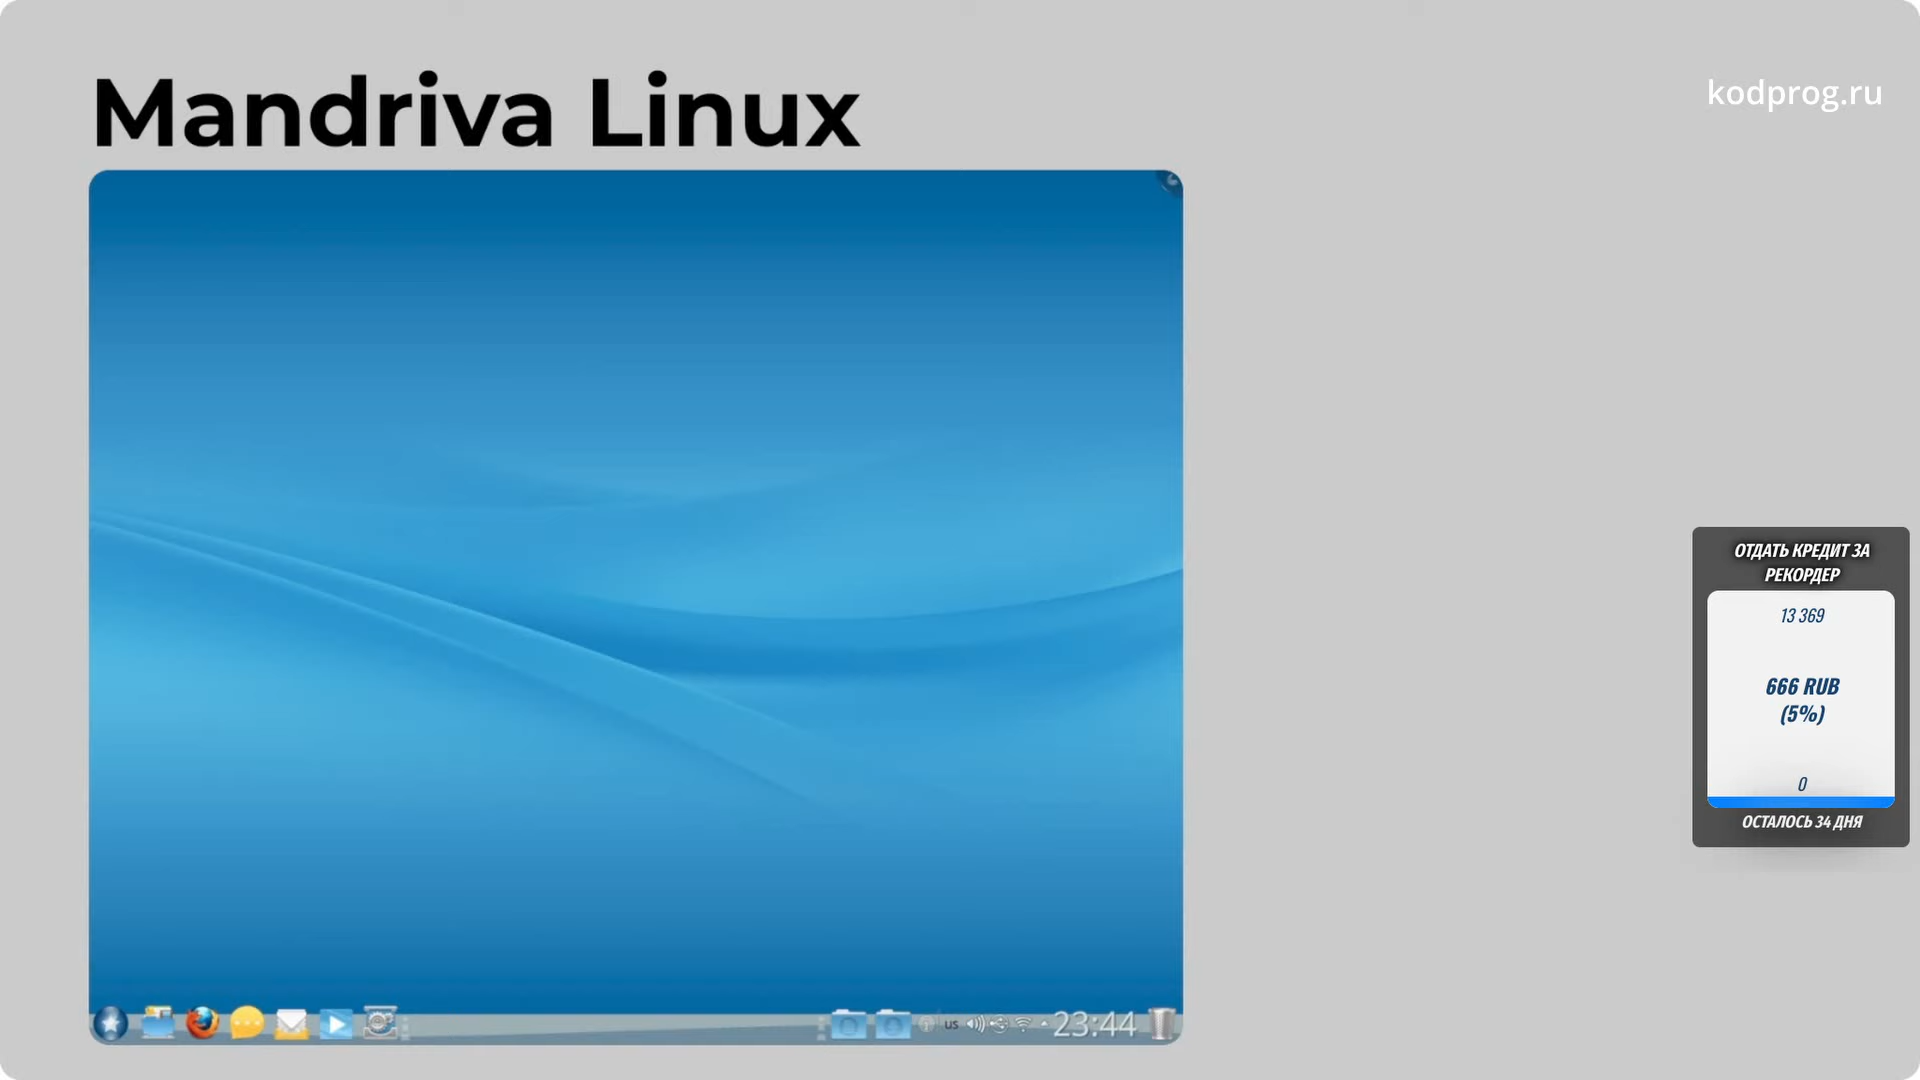 Mandriva Linux
kodprog.ru
ОТДАТЬ КРЕДИТ ЗА
РЕКОРДЕР
13 369
666 RUB
(5%)
0
ОСТАЛОСЬ 34 ДНЯ
us
23:44